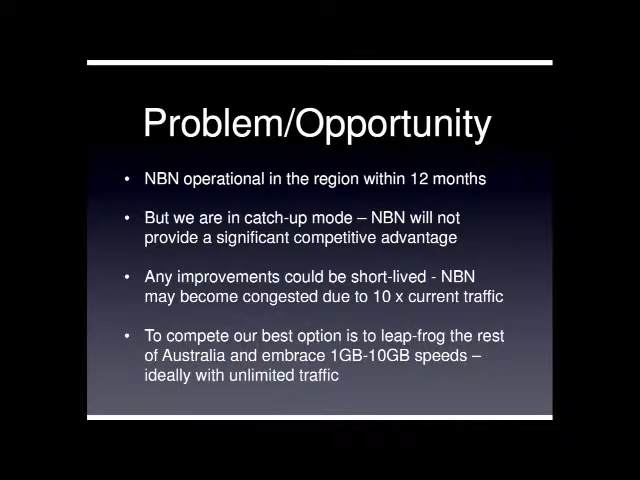 Problem/Opportunity
• NBN operational in the region within 12 months
• But we are in catch-up mode – NBN will not
provide a significant competitive advantage
• Any improvements could be short-lived - NBN
may become congested due to 10 x current traffic
• To compete our best option is to leap-frog the rest
of Australia and embrace 1GB-10GB speeds –
ideally with unlimited traffic